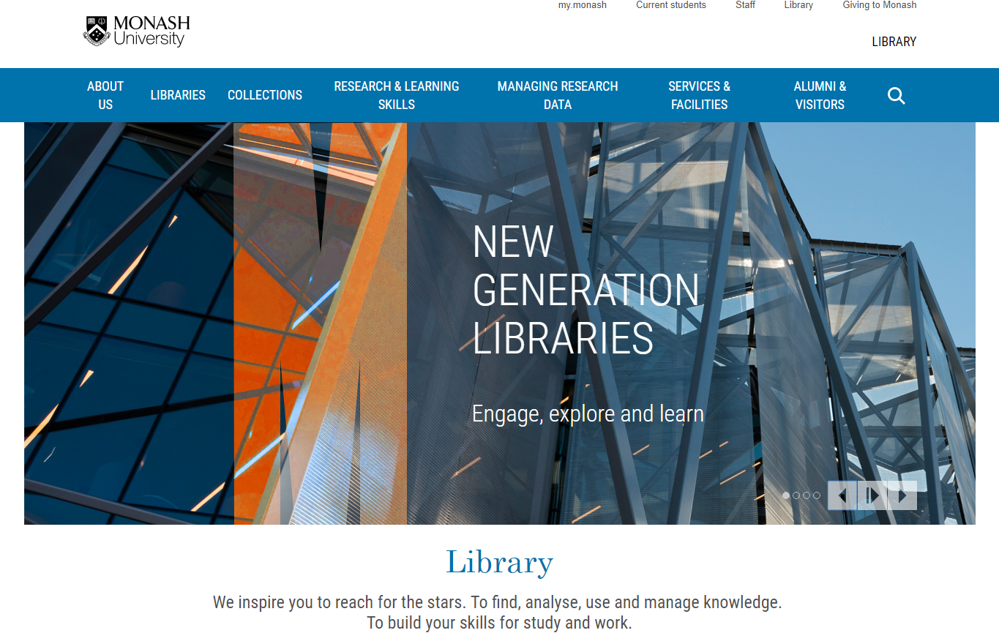 my.monash Current students Staff Library Giving to Monash
MONASH
University
LIBRARY
ABOUT
US
LIBRARIES
COLLECTIONS
RESEARCH & LEARNING
SKILLS
MANAGING RESEARCH
DATA
SERVICES &
FACILITIES
ALUMNI &
VISITORS
NEW
GENERATION
LIBRARIES
Engage, explore and learn
Library
We inspire you to reach for the stars. To find, analyse, use and manage knowledge.
To build your skills for study and work.